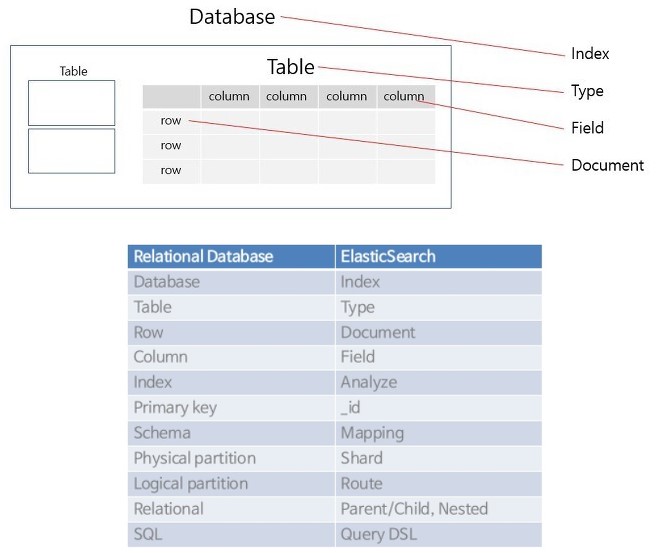 Database
Index
Table
Table
Type
column column column column
Field
row
Document
row
row
Relational Database ElasticSearch
Database Index
Table Type
Row Document
Column Field
Index Analyze
Primary key _id
Schema Mapping
Physical partition Shard
Logical partition Route
Relational Parent/Child, Nested
SQL Query DSL